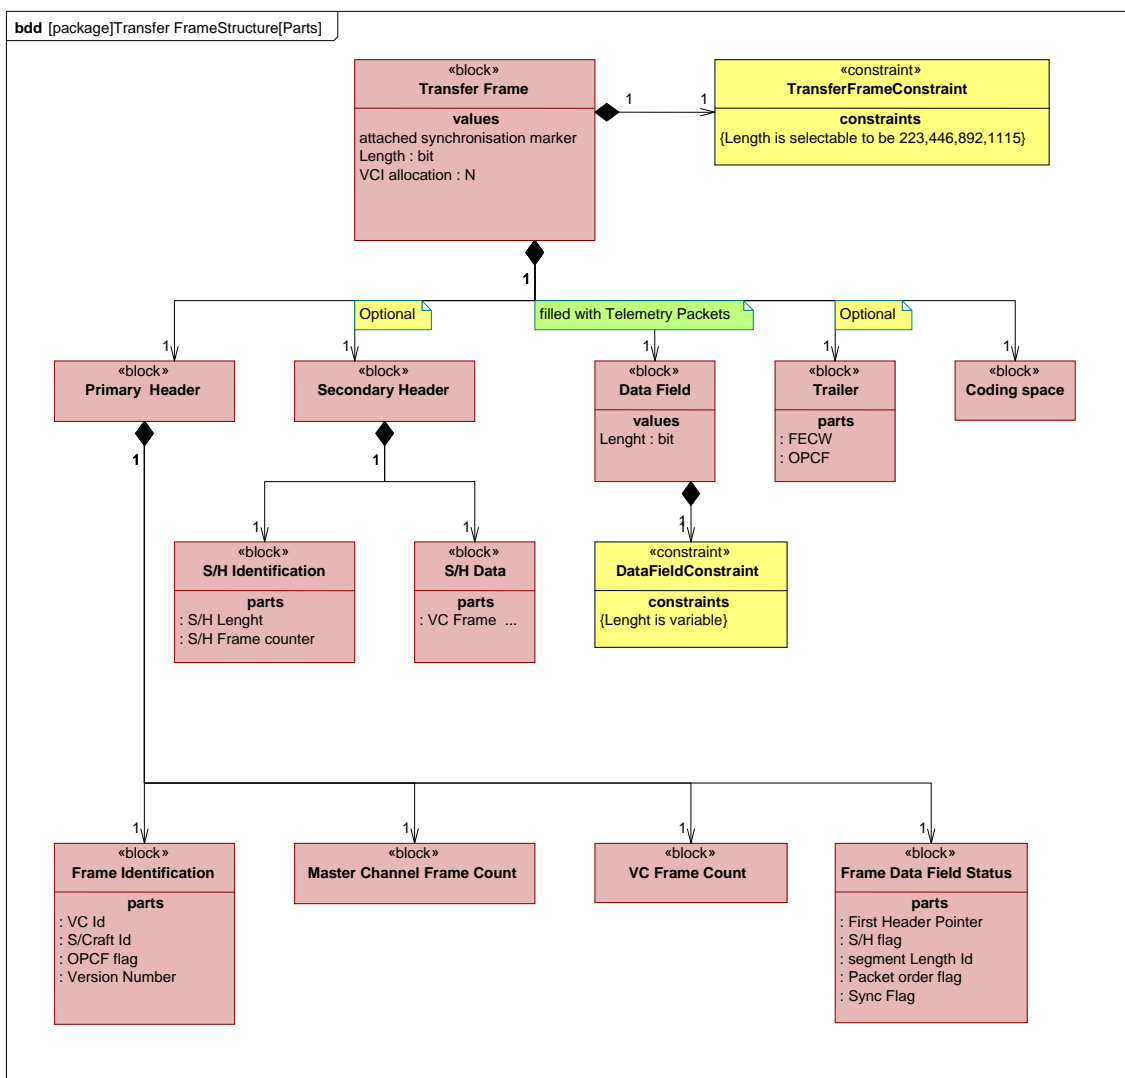 bdd [package]Transfer FrameStructure[Parts]
«block»
Transfer Frame
values
attached synchronisation marker
Length : bit
VCI allocation : N
1
1
«constraint»
TransferFrameConstraint
constraints
{Length is selectable to be 223,446,892,1115}
1
Optional
filled with Telemetry Packets
Optional
1
1
1
1
1
«block»
Primary Header
«block»
Secondary Header
«block»
Data Field
values
Lenght : bit
«block»
Trailer
parts
: FECW
: OPCF
«block»
Coding space
1
1
1
1
1
1
«block»
S/H Identification
parts
: S/H Lenght
: S/H Frame counter
«block»
S/H Data
parts
: VC Frame ...
«constraint»
DataFieldConstraint
constraints
{Lenght is variable}
1
1
1
1
«block»
Frame Identification
parts
: VC Id
: S/Craft Id
: OPCF flag
: Version Number
«block»
Master Channel Frame Count
«block»
VC Frame Count
«block»
Frame Data Field Status
parts
: First Header Pointer
: S/H flag
: segment Length Id
: Packet order flag
: Sync Flag